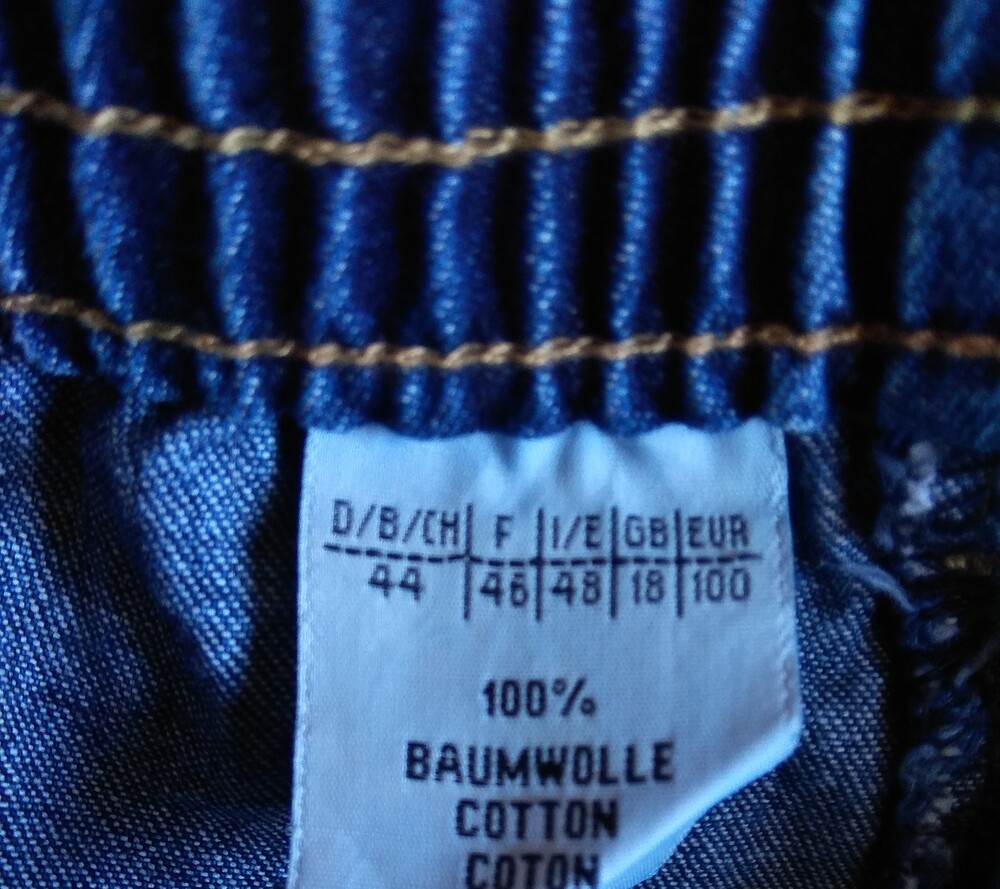 D/B/CH F I/E GB EUR
44 46 48 18 100
100%
BAUMWOLLE
COTTON
COTON